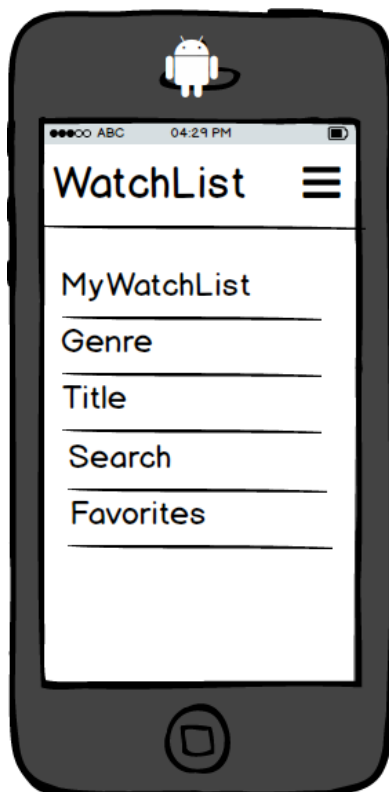 ABC 04:29 PM
WatchList
MyWatchList
Genre
Title
Search
Favorites